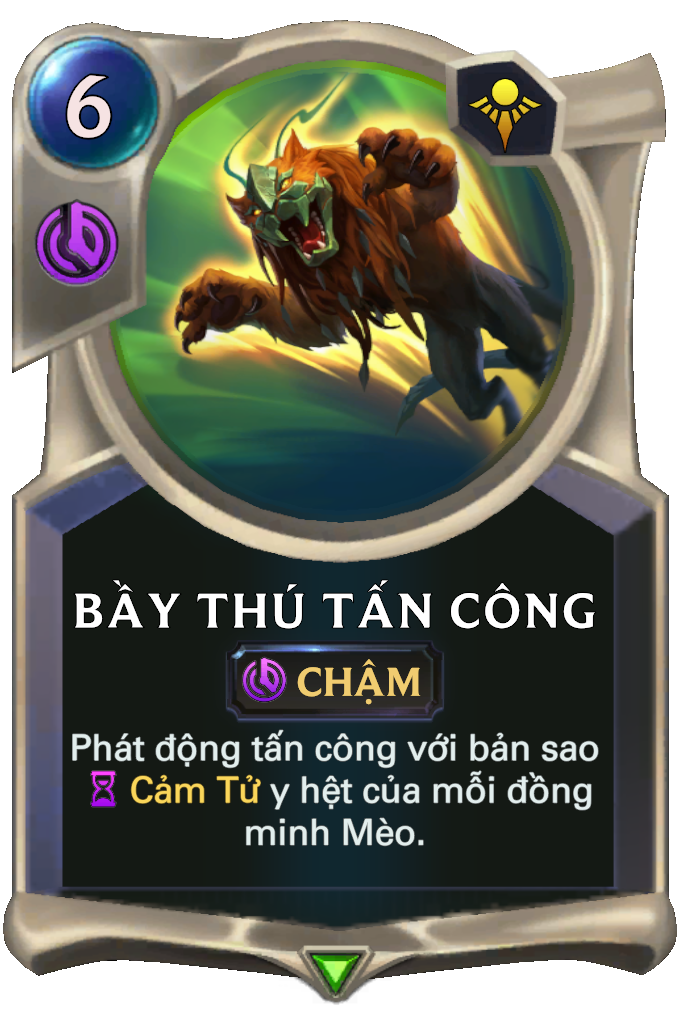 6
BẦY THÚ TẤN CÔNG
CHẬM
Phát động tấn công với bản sao
Cảm Tử y hệt của mỗi đồng
minh Mèo.